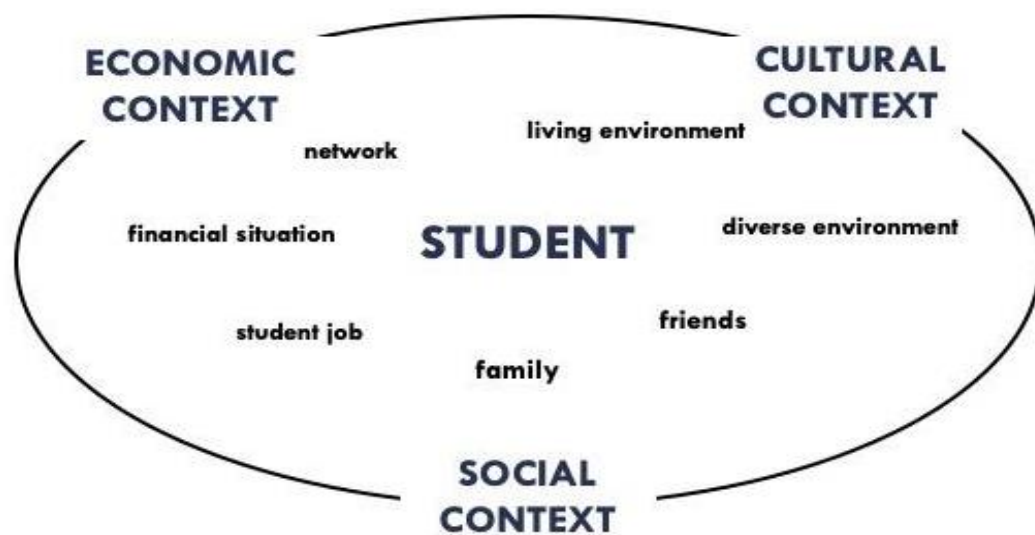 ECONOMIC
CONTEXT
CULTURAL
CONTEXT
network
living environment
financial situation
STUDENT
diverse environment
student job
friends
family
SOCIAL
CONTEXT